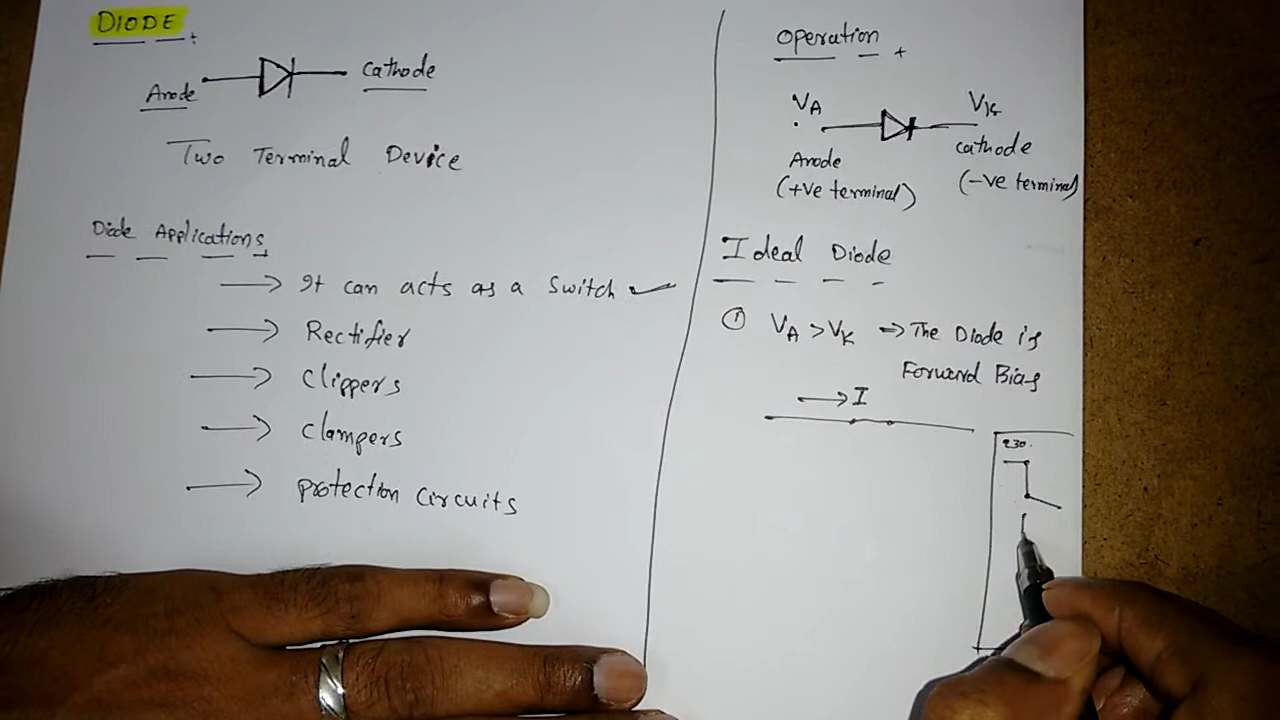 DIODE
Anode
Cathode
Two Terminal Device
Diode Applications
It can acts as a Switch
Rectifier
Clippers
Clampers
protection Circuits
Operation
VA
VK
Anode
cathode
(+ve terminal)
(-ve terminal)
Ideal Diode
① VA > VK ⇒ The Diode is
Forward Bias
→ I
230.